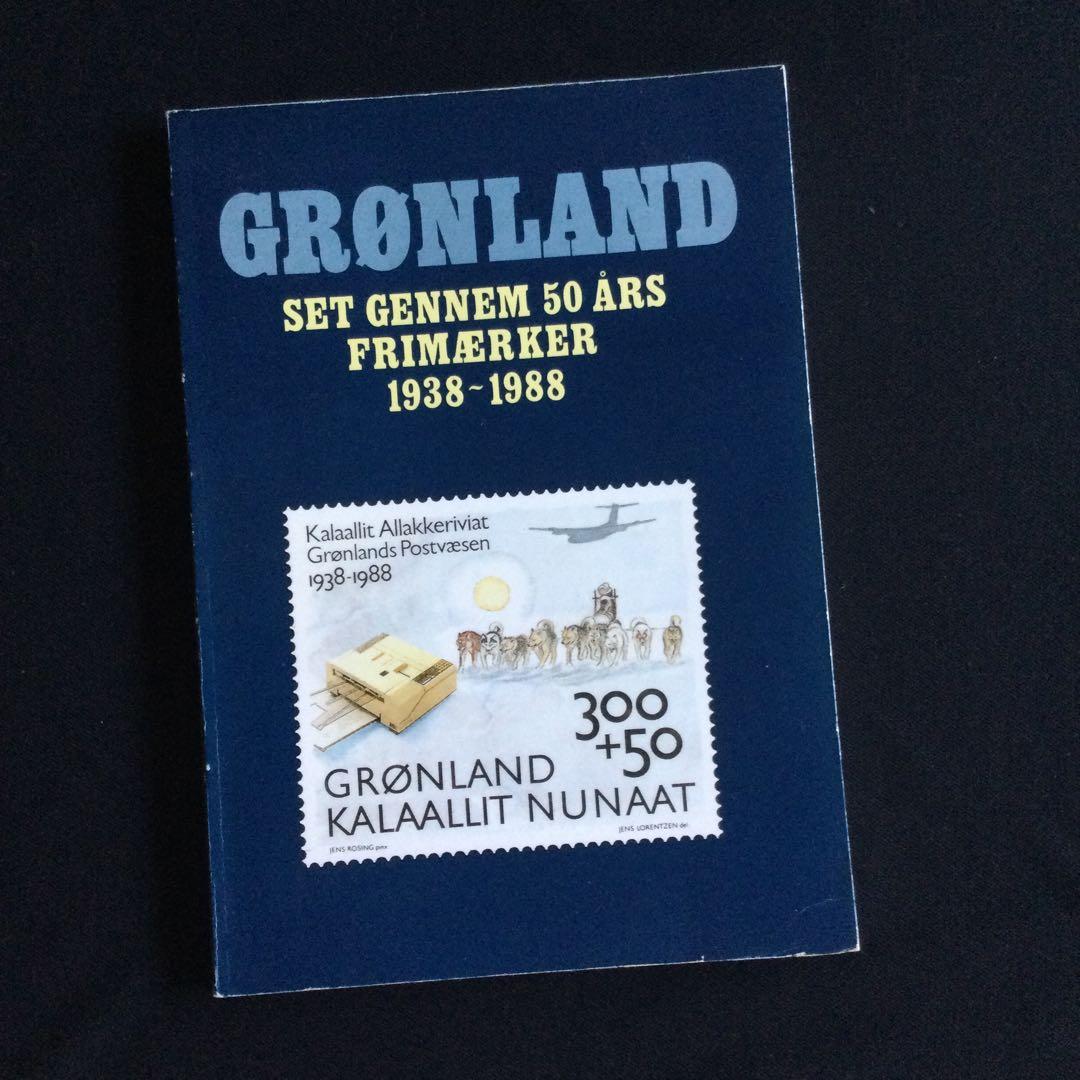 GRØNLAND
SET GENNEM 50 ÅRS
FRIMÆRKER
1938~1988
Kalaallit Allakkeriviat
Grønlands Postvæsen
1938-1988
300
+50
GRØNLAND
KALAALLIT NUNAAT
JENS ROSING pinx
JENS LORENTZEN del.